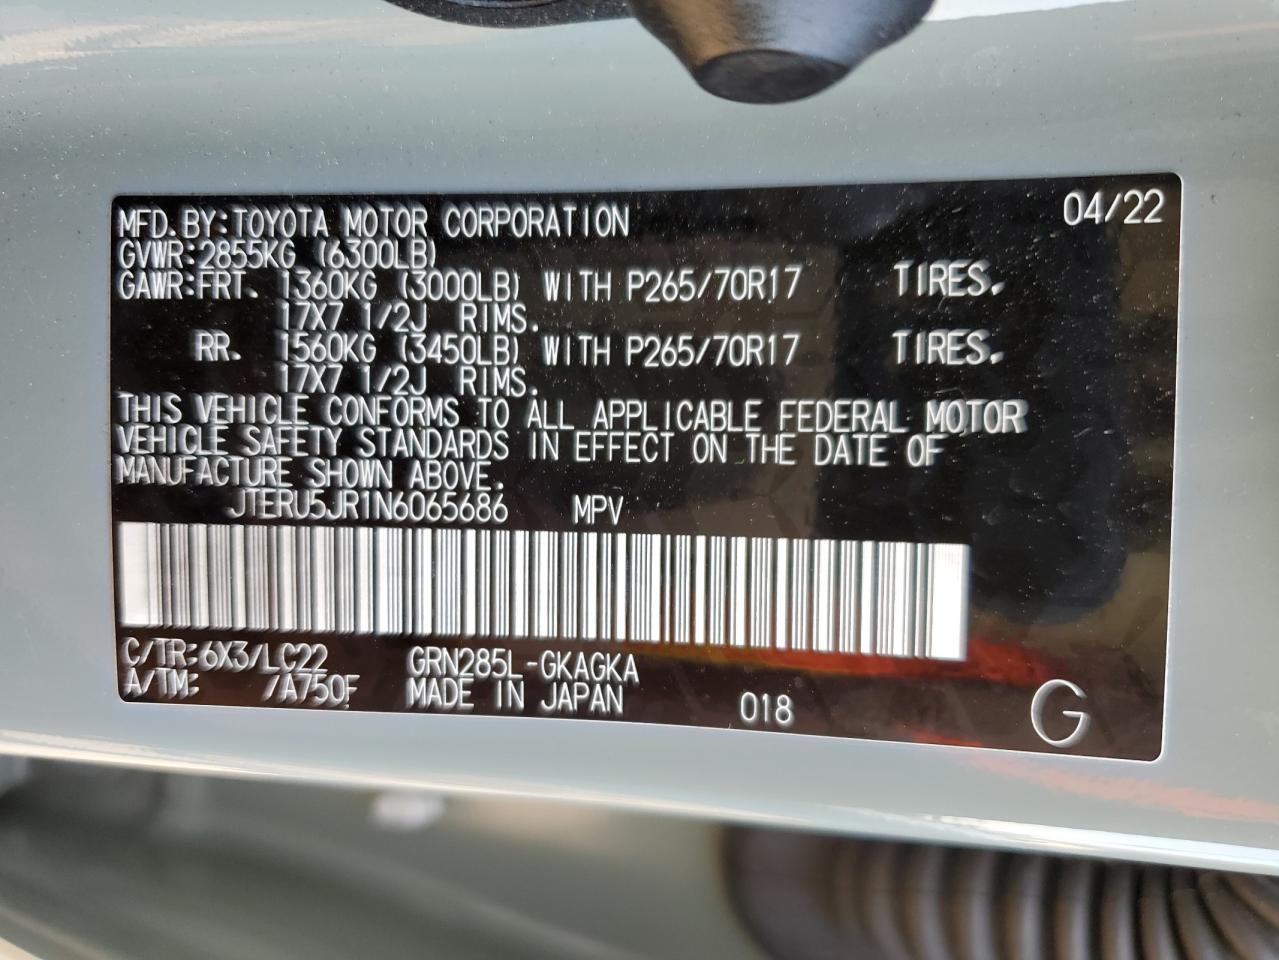 MFD.BY:TOYOTA MOTOR CORPORATION 04/22
GVWR:2855KG (6300LB)
GAWR:FRT. 1360KG (3000LB) WITH P265/70R17 TIRES.
17X7 1/2J RIMS.
RR. 1560KG (3450LB) WITH P265/70R17 TIRES.
17X7 1/2J RIMS.
THIS VEHICLE CONFORMS TO ALL APPLICABLE FEDERAL MOTOR
VEHICLE SAFETY STANDARDS IN EFFECT ON THE DATE OF
MANUFACTURE SHOWN ABOVE.
JTERU5JR1N6065686 MPV
C/TR:6X3/LC22 GRN285L-GKAGKA
A/TM: /A750F MADE IN JAPAN 018 G